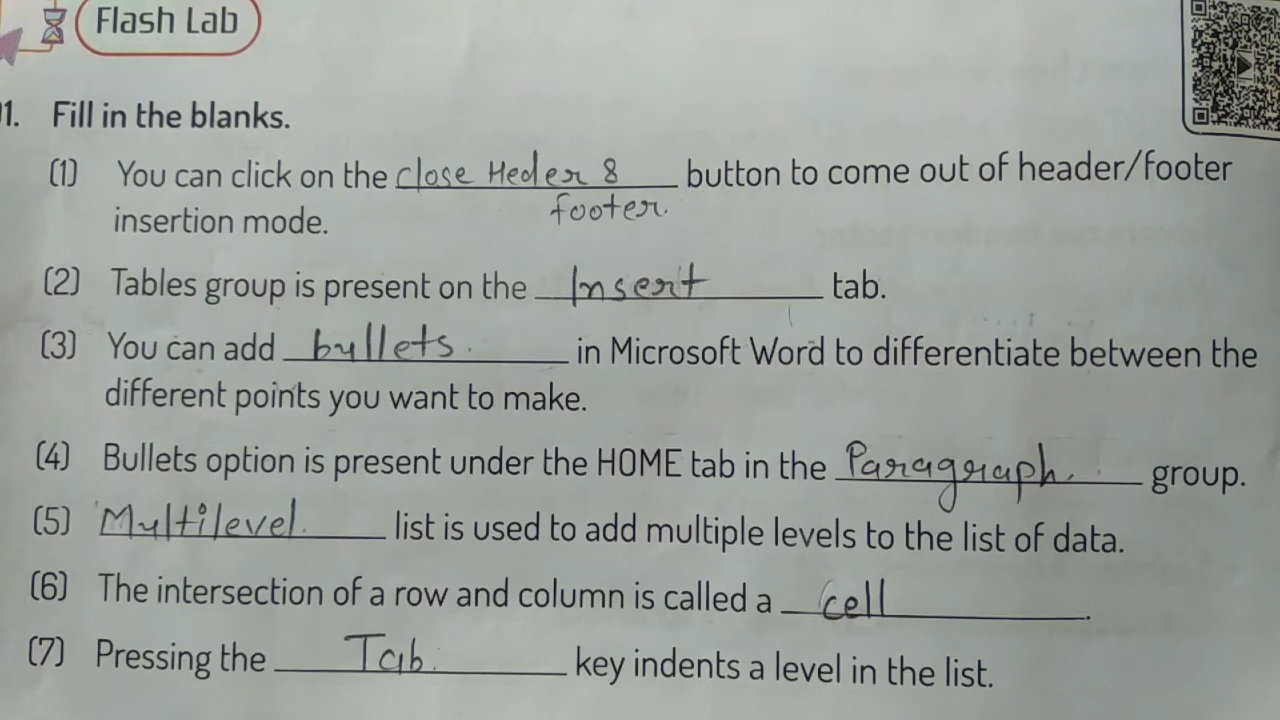 Flash Lab
1. Fill in the blanks.
(1) You can click on the close Heder & button to come out of header/footer
footer.
insertion mode.
(2) Tables group is present on the Insert tab.
(3) You can add bullets. in Microsoft Word to differentiate between the
different points you want to make.
(4) Bullets option is present under the HOME tab in the Paragraph. group.
(5) Multilevel. list is used to add multiple levels to the list of data.
(6) The intersection of a row and column is called a cell.
(7) Pressing the Tab. key indents a level in the list.